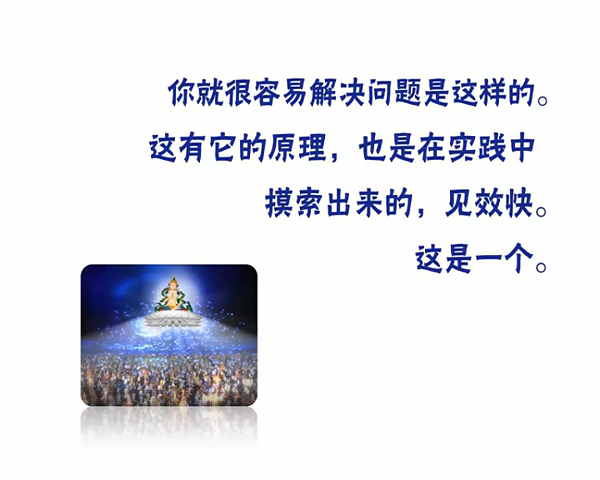 你就很容易解决问题是这样的。
这有它的原理，也是在实践中
摸索出来的，见效快。
这是一个。